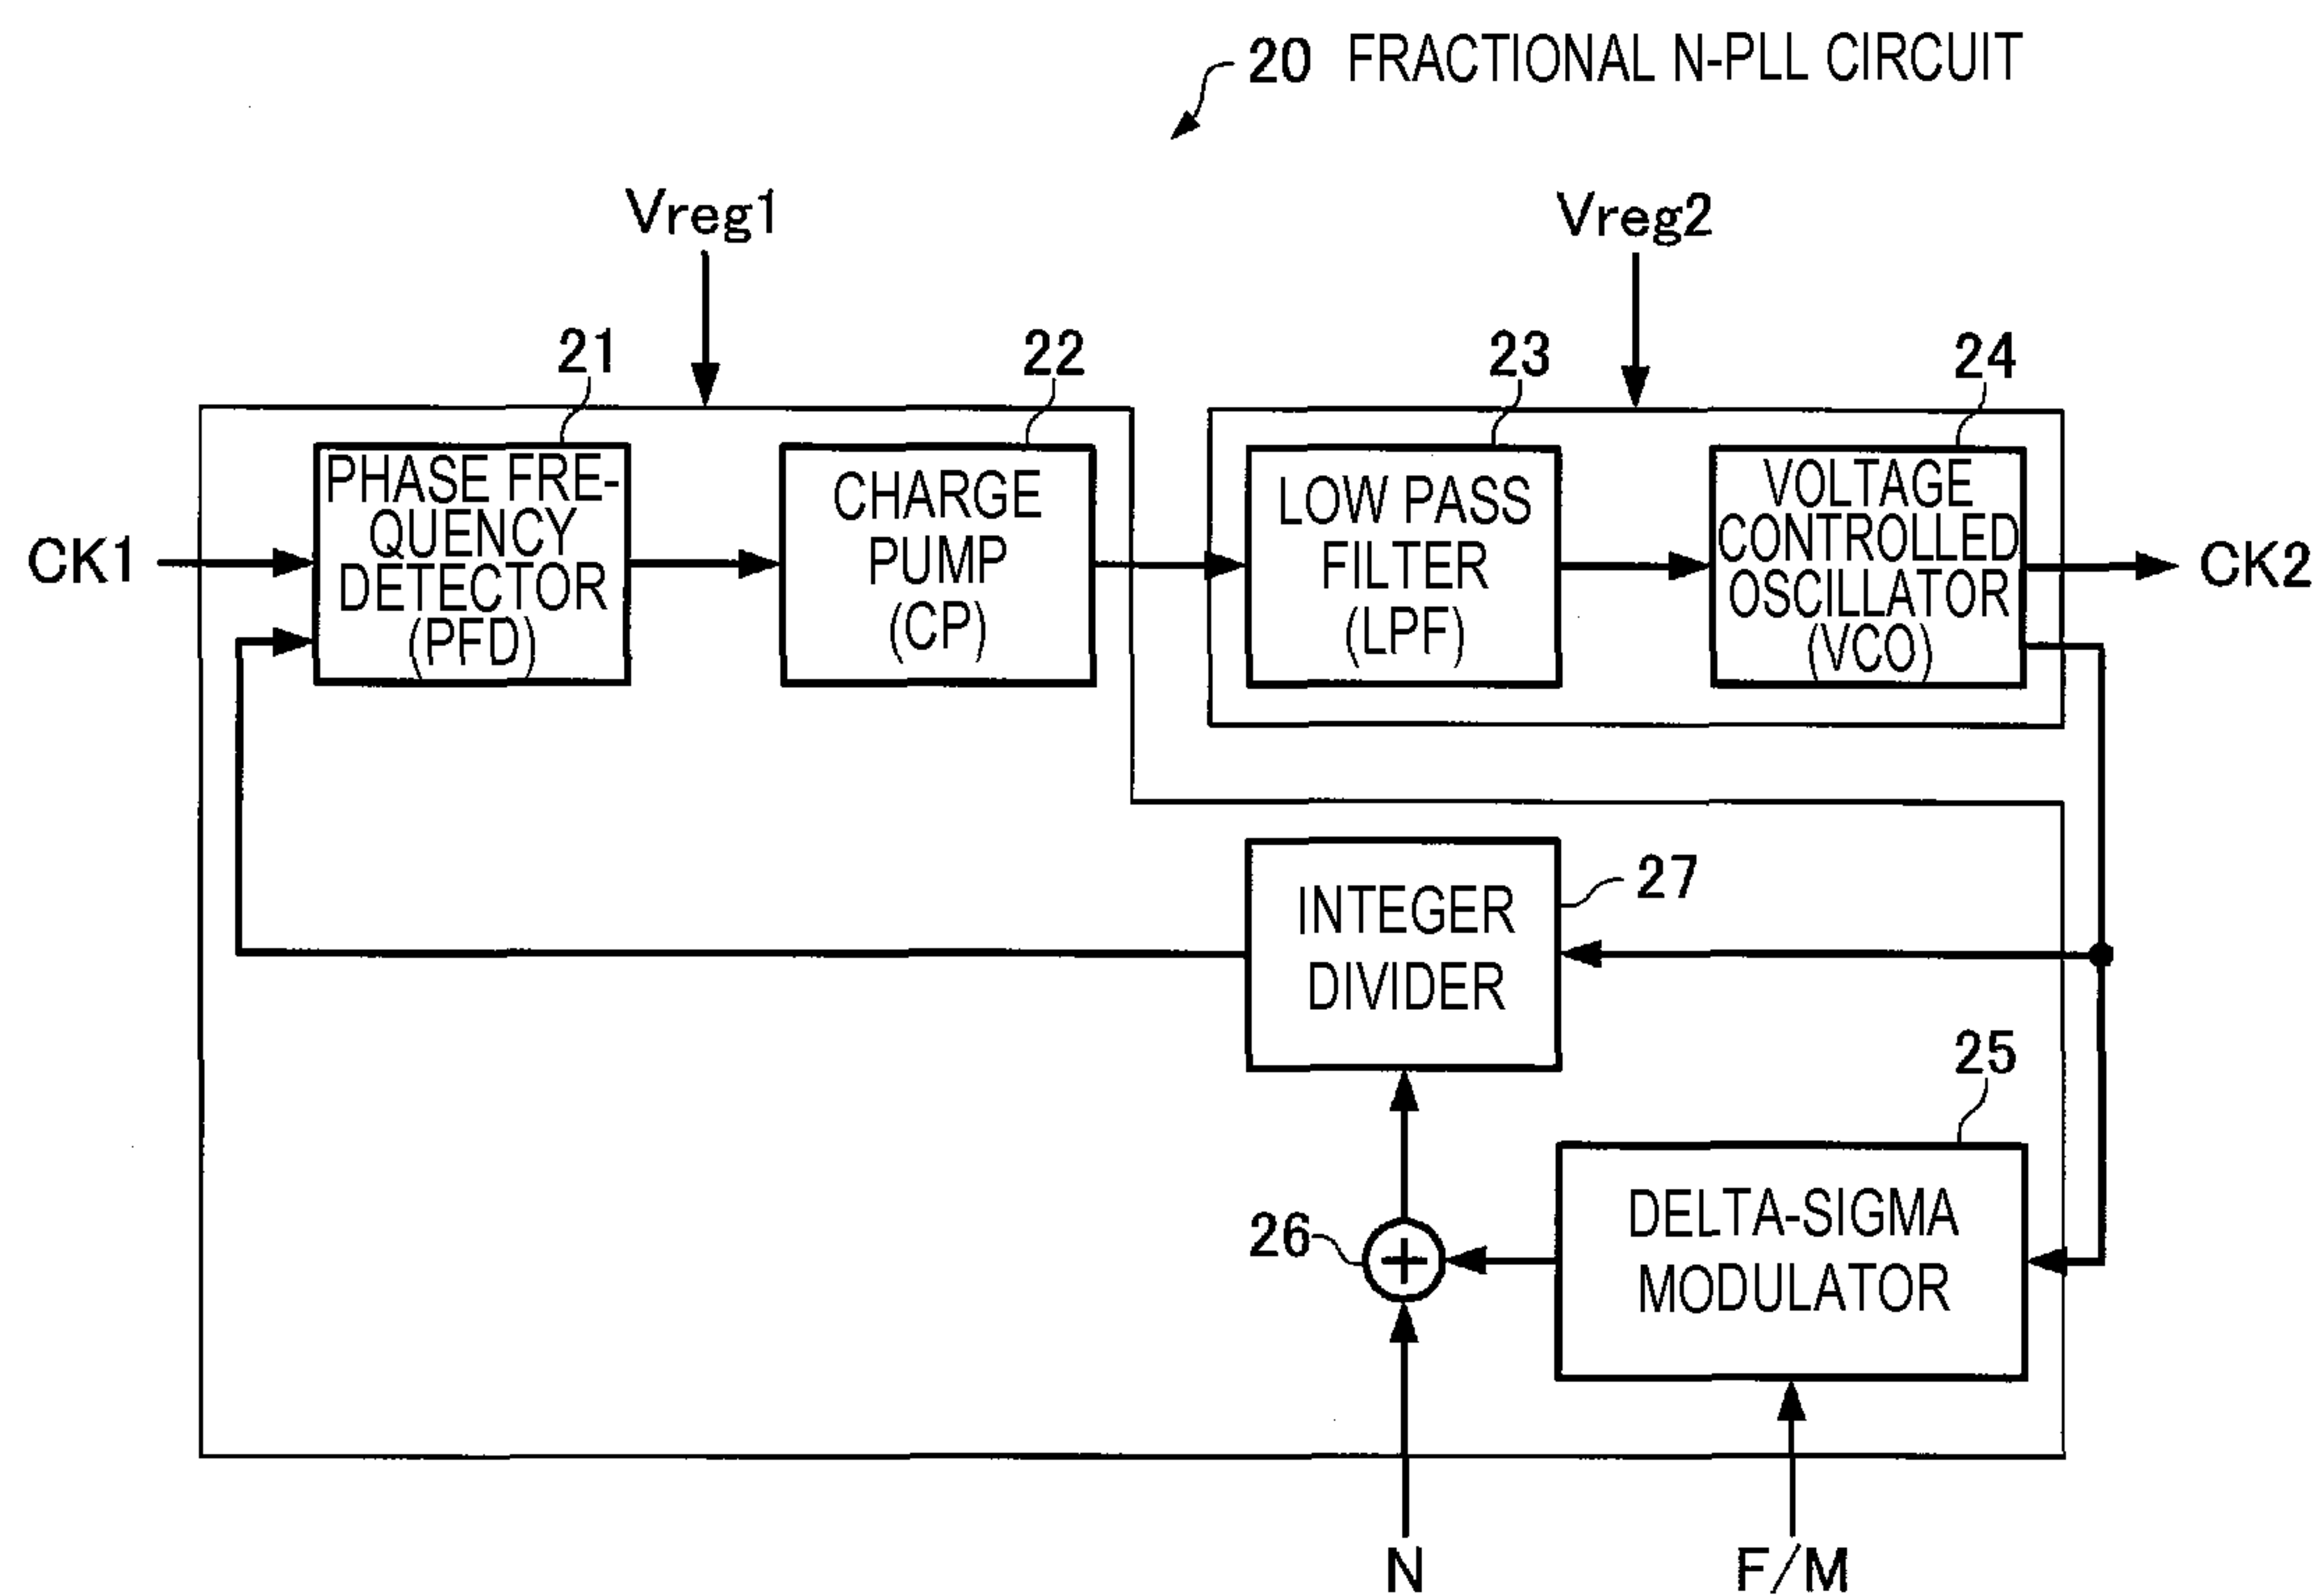 20 FRACTIONAL N-PLL CIRCUIT
Vreg1
Vreg2
21
22
23
24
PHASE FRE-
QUENCY
DETECTOR
(PFD)
CHARGE
PUMP
(CP)
LOW PASS
FILTER
(LPF)
VOLTAGE
CONTROLLED
OSCILLATOR
(VCO)
CK1
CK2
INTEGER
DIVIDER
27
25
DELTA-SIGMA
MODULATOR
26
+
N
F/M